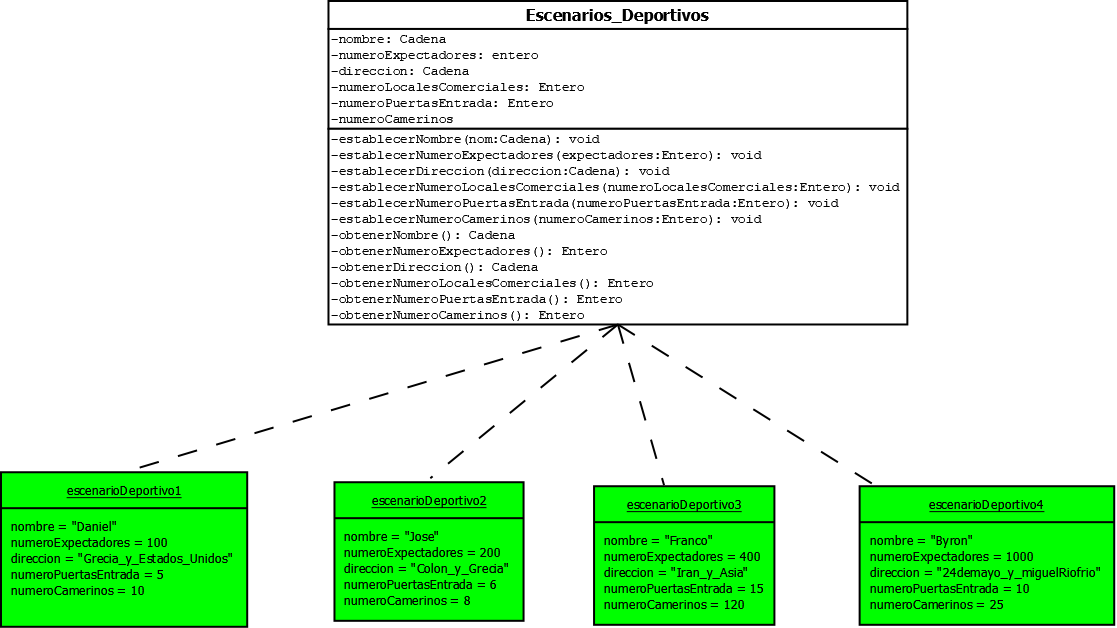 Escenarios_Deportivos
-nombre: Cadena
-numeroExpectadores: entero
-direccion: Cadena
-numeroLocalesComerciales: Entero
-numeroPuertasEntrada: Entero
-numeroCamerinos
-establecerNombre(nom:Cadena): void
-establecerNumeroExpectadores(expectadores:Entero): void
-establecerDireccion(direccion:Cadena): void
-establecerNumeroLocalesComerciales(numeroLocalesComerciales:Entero): void
-establecerNumeroPuertasEntrada(numeroPuertasEntrada:Entero): void
-establecerNumeroCamerinos(numeroCamerinos:Entero): void
-obtenerNombre(): Cadena
-obtenerNumeroExpectadores(): Entero
-obtenerDireccion(): Cadena
-obtenerNumeroLocalesComerciales(): Entero
-obtenerNumeroPuertasEntrada(): Entero
-obtenerNumeroCamerinos(): Entero
escenarioDeportivo1
nombre = "Daniel"
numeroExpectadores = 100
direccion = "Grecia_y_Estados_Unidos"
numeroPuertasEntrada = 5
numeroCamerinos = 10
escenarioDeportivo2
nombre = "Jose"
numeroExpectadores = 200
direccion = "Colon_y_Grecia"
numeroPuertasEntrada = 6
numeroCamerinos = 8
escenarioDeportivo3
nombre = "Franco"
numeroExpectadores = 400
direccion = "Iran_y_Asia"
numeroPuertasEntrada = 15
numeroCamerinos = 120
escenarioDeportivo4
nombre = "Byron"
numeroExpectadores = 1000
direccion = "24demayo_y_miguelRiofrio"
numeroPuertasEntrada = 10
numeroCamerinos = 25